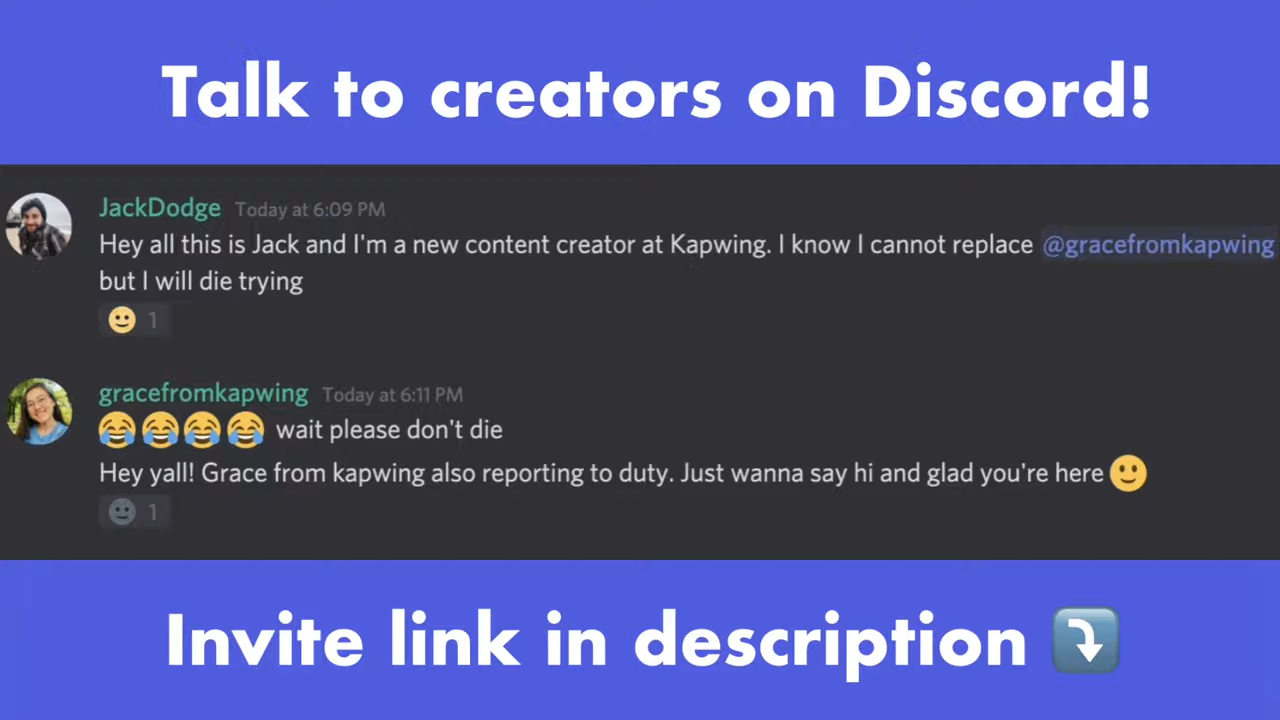 Talk to creators on Discord!
JackDodge Today at 6:09 PM
Hey all this is Jack and I'm a new content creator at Kapwing. I know I cannot replace @gracefromkapwing
but I will die trying
🙂 1
gracefromkapwing Today at 6:11 PM
😂😂😂😂 wait please don't die
Hey yall! Grace from kapwing also reporting to duty. Just wanna say hi and glad you're here 🙂
🙂 1
Invite link in description ⤵️